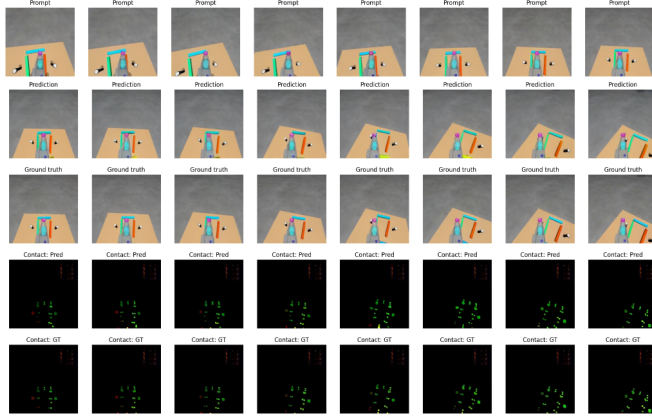 Prompt Prompt Prompt Prompt Prompt Prompt Prompt Prompt
Prediction Prediction Prediction Prediction Prediction Prediction Prediction Prediction
Ground truth Ground truth Ground truth Ground truth Ground truth Ground truth Ground truth Ground truth
Contact: Pred Contact: Pred Contact: Pred Contact: Pred Contact: Pred Contact: Pred Contact: Pred Contact: Pred
Contact: GT Contact: GT Contact: GT Contact: GT Contact: GT Contact: GT Contact: GT Contact: GT